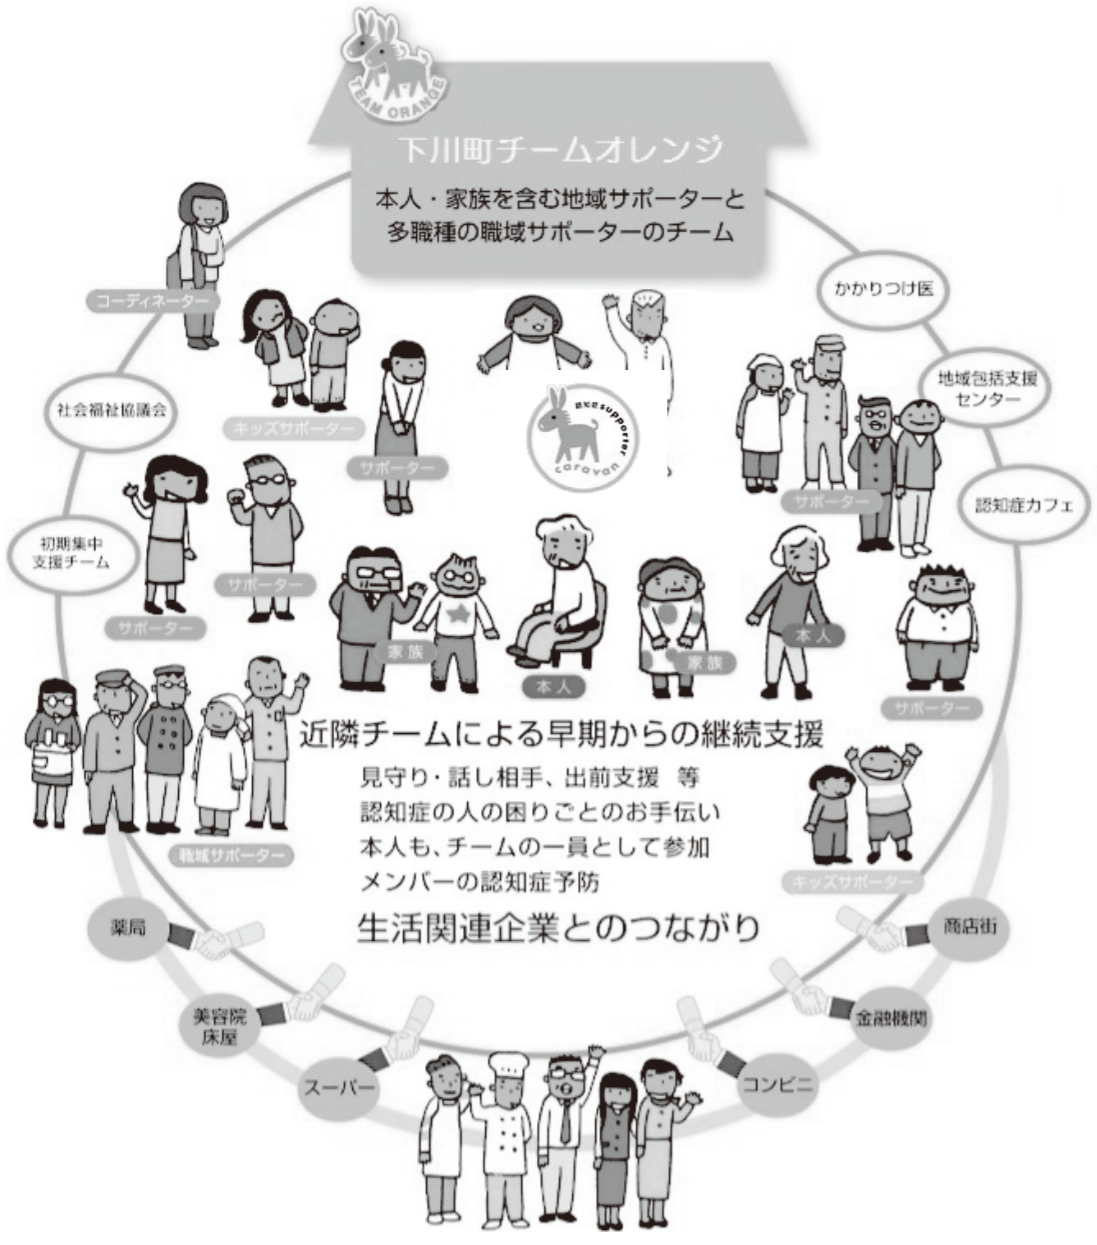 TEAM ORANGE
下川町チームオレンジ
本人・家族を含む地域サポーターと
多職種の職域サポーターのチーム
コーディネーター
かかりつけ医
キッズサポーター
社会福祉協議会
地域包括支援
センター
サポーター
認知症supporter
caravan
サポーター
認知症カフェ
初期集中
支援チーム
サポーター
サポーター
家族
本人
家族
本人
サポーター
近隣チームによる早期からの継続支援
見守り・話し相手、出前支援 等
認知症の人の困りごとのお手伝い
本人も、チームの一員として参加
メンバーの認知症予防
職域サポーター
キッズサポーター
生活関連企業とのつながり
薬局
商店街
美容院
床屋
金融機関
スーパー
コンビニ